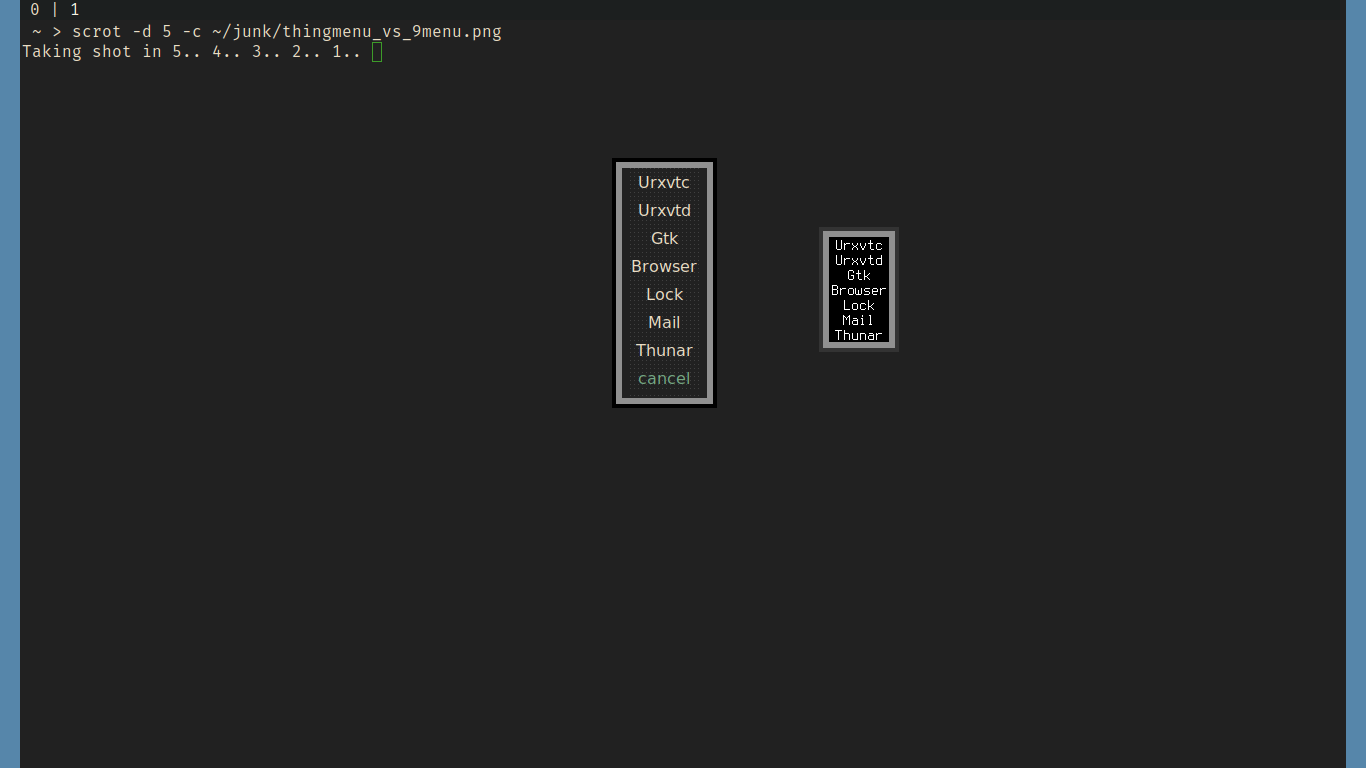 0 | 1
~ > scrot -d 5 -c ~/junk/thingmenu_vs_9menu.png
Taking shot in 5.. 4.. 3.. 2.. 1..
Urxvtc
Urxvtd
Gtk
Browser
Lock
Mail
Thunar
cancel
Urxvtc
Urxvtd
Gtk
Browser
Lock
Mail
Thunar